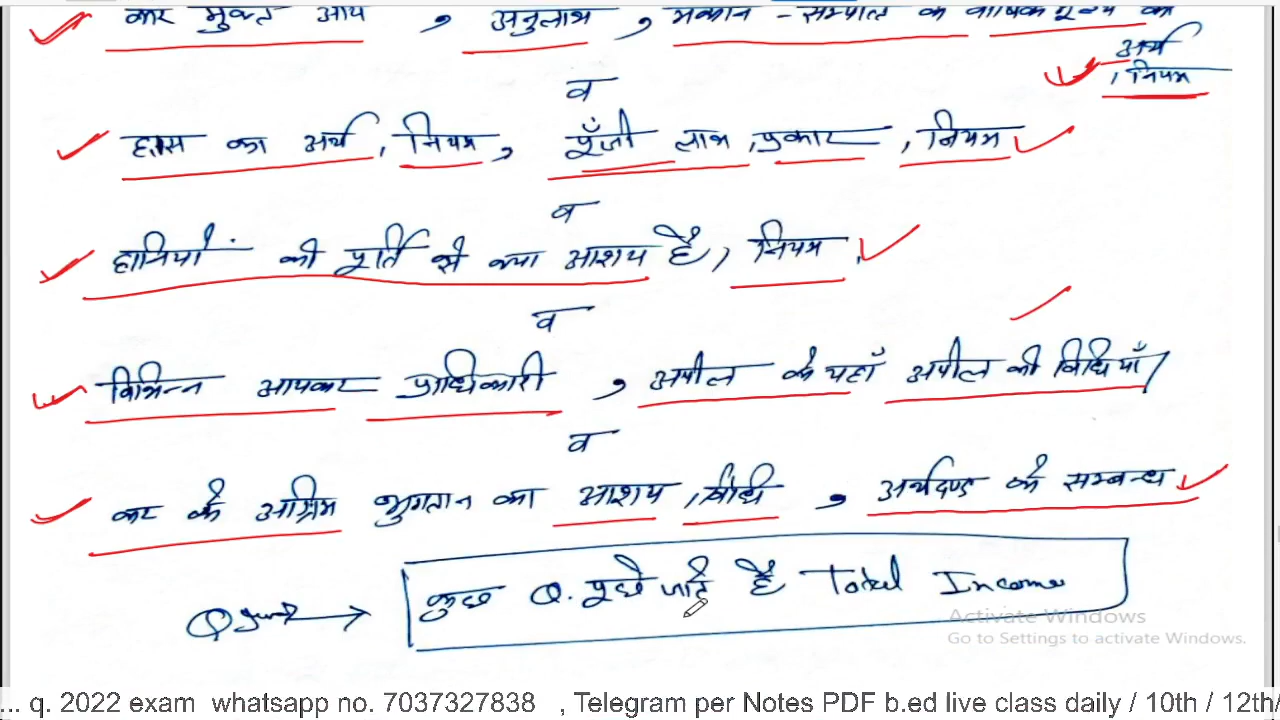 कर मुक्त आय , अनुलाभ , मकान - सम्पत्ति के वार्षिक मूल्य का
अर्थ
, नियम
व
ह्रास का अर्थ , नियम , पूँजी लाभ , प्रकार , नियम
व
हानियों की पूर्ति से क्या आशय है , नियम .
व
विभिन्न आयकर प्राधिकारी , अपील के यहाँ अपील की विधियाँ /
व
कर के अग्रिम भुगतान का आशय , विधि , अर्थदण्ड के सम्बन्ध
कुछ Q. पूछे जाते है Total Income
Activate Windows
Go to Settings to activate Windows.
... q. 2022 exam whatsapp no. 7037327838 , Telegram per Notes PDF b.ed live class daily / 10th / 12th/